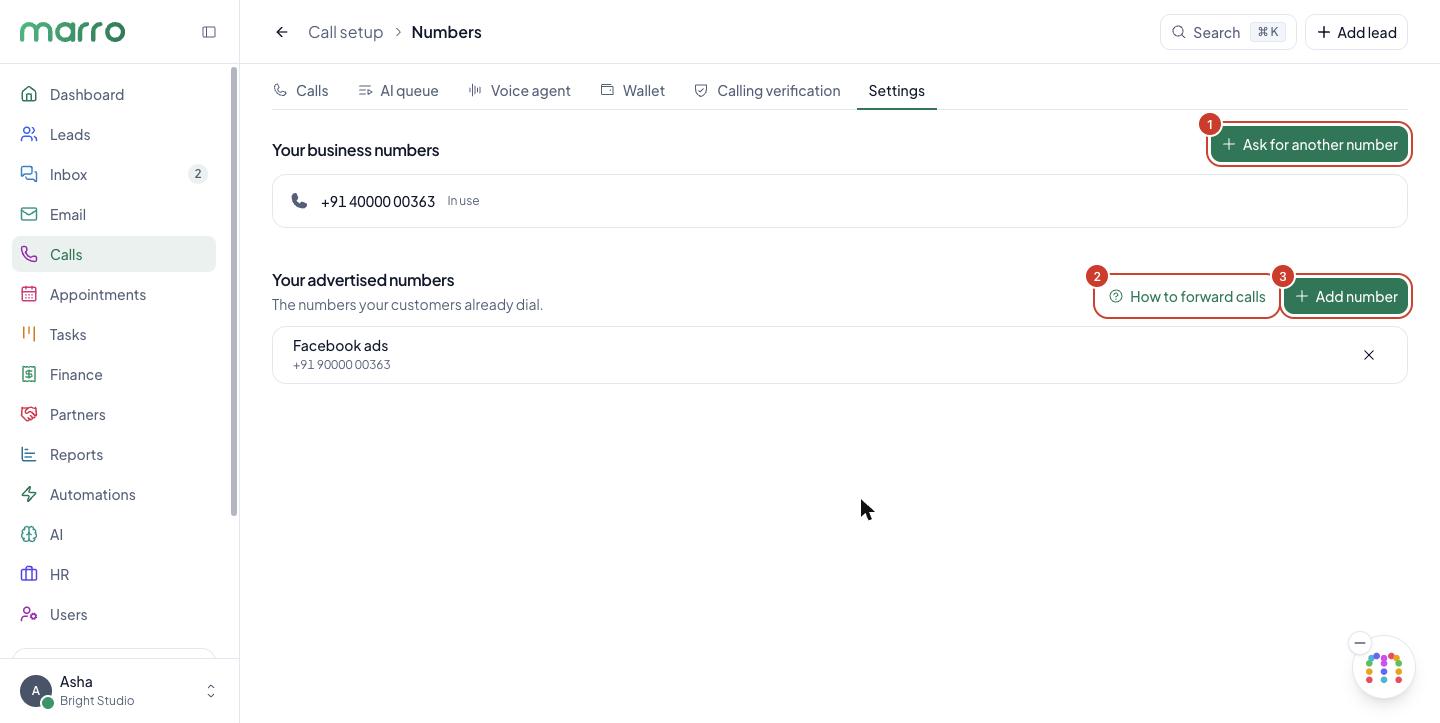 marro
Call setup > Numbers
Search ⌘ K
+ Add lead
Dashboard
Leads
Inbox 2
Email
Calls
Appointments
Tasks
Finance
Partners
Reports
Automations
AI
HR
Users
A
Asha
Bright Studio
Calls
AI queue
Voice agent
Wallet
Calling verification
Settings
Your business numbers
1
+ Ask for another number
+91 40000 00363 In use
Your advertised numbers
The numbers your customers already dial.
2
How to forward calls
3
+ Add number
Facebook ads
+91 90000 00363